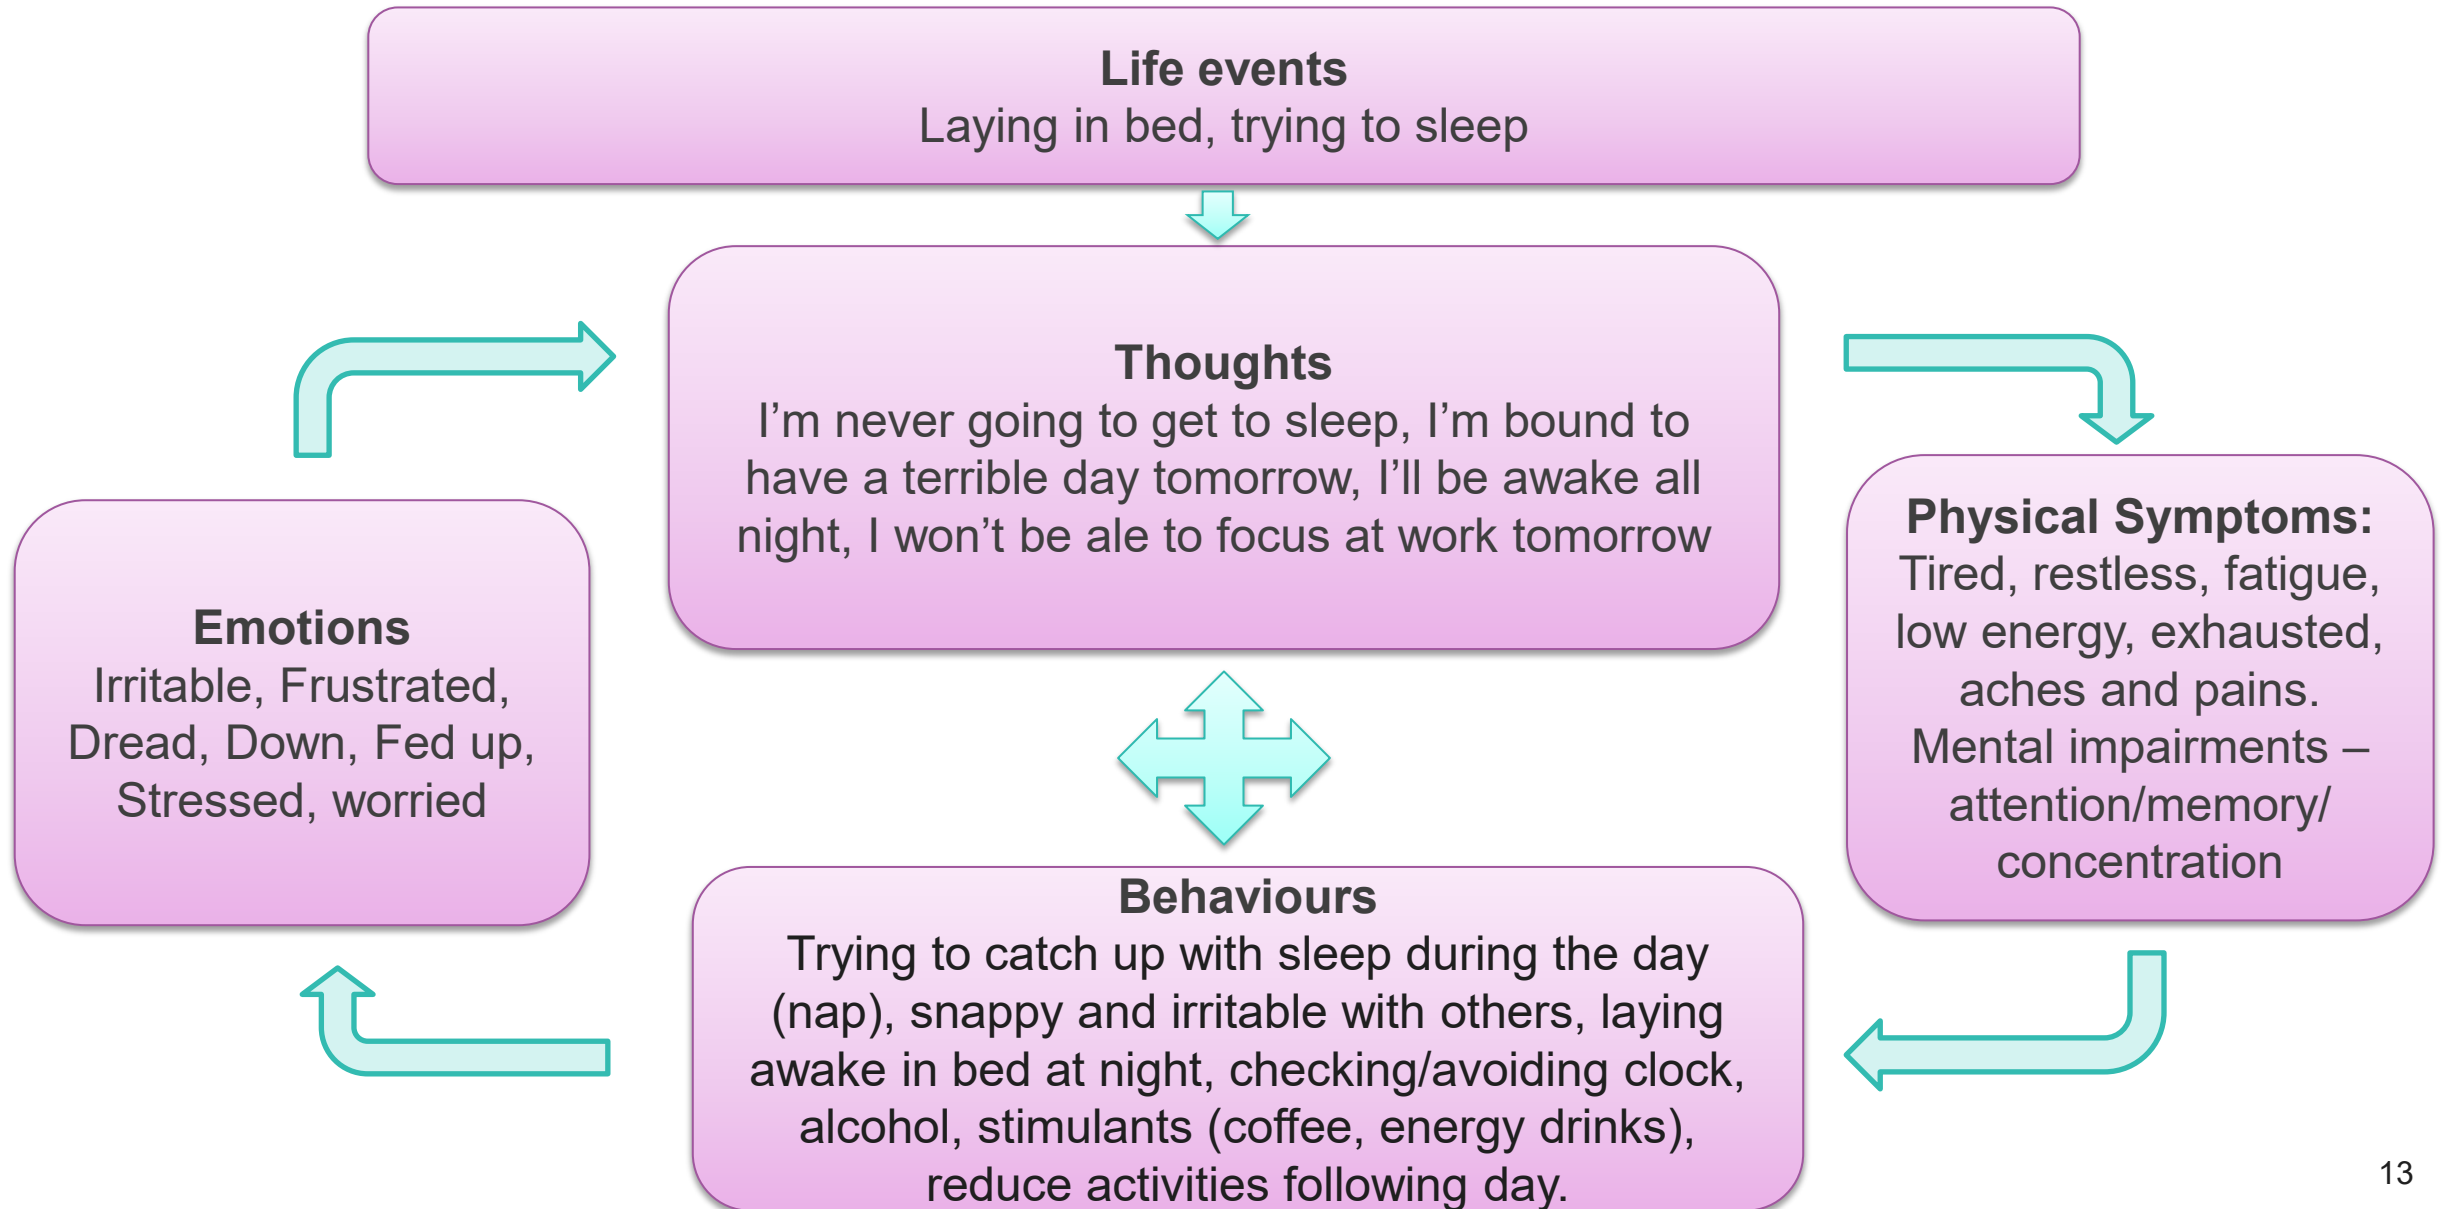 Life events
Laying in bed, trying to sleep
Thoughts
I’m never going to get to sleep, I’m bound to
have a terrible day tomorrow, I’ll be awake all
night, I won’t be ale to focus at work tomorrow
Emotions
Irritable, Frustrated,
Dread, Down, Fed up,
Stressed, worried
Physical Symptoms:
Tired, restless, fatigue,
low energy, exhausted,
aches and pains.
Mental impairments –
attention/memory/
concentration
Behaviours
Trying to catch up with sleep during the day
(nap), snappy and irritable with others, laying
awake in bed at night, checking/avoiding clock,
alcohol, stimulants (coffee, energy drinks),
reduce activities following day.
13